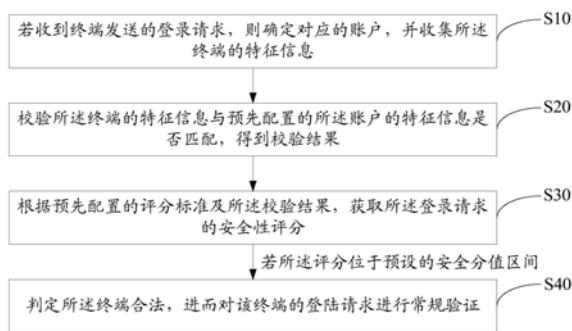 若收到终端发送的登录请求，则确定对应的账户，并收集所述
终端的特征信息
S10
校验所述终端的特征信息与预先配置的所述账户的特征信息是
否匹配，得到校验结果
S20
根据预先配置的评分标准及所述校验结果，获取所述登录请求
的安全性评分
S30
若所述评分位于预设的安全分值区间
判定所述终端合法，进而对该终端的登陆请求进行常规验证
S40